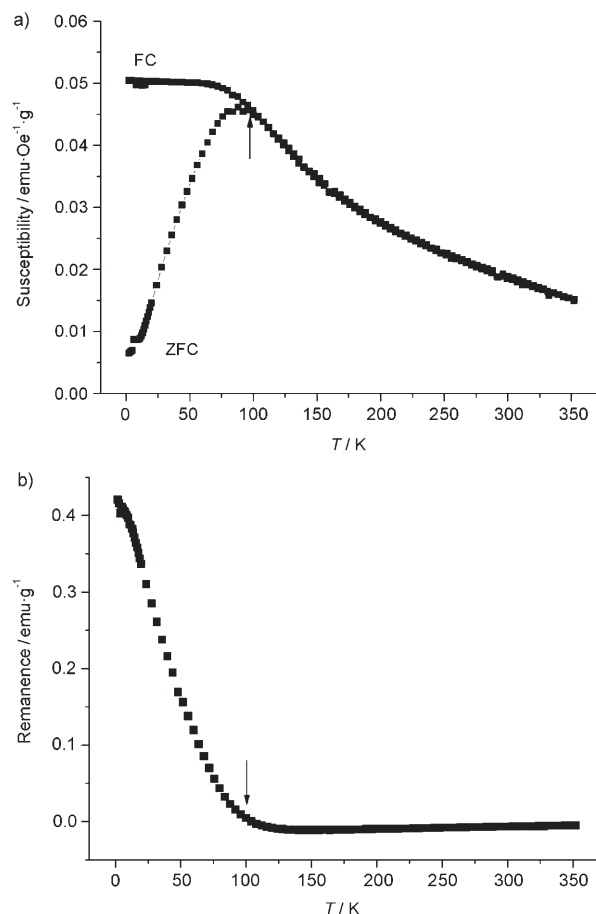 a)
0.06
0.05
0.04
0.03
0.02
0.01
0.00
Susceptibility / emu·Oe⁻¹·g⁻¹
FC
ZFC
0 50 100 150 200 250 300 350
T / K
b)
0.4
0.3
0.2
0.1
0.0
Remanence / emu·g⁻¹
0 50 100 150 200 250 300 350
T / K